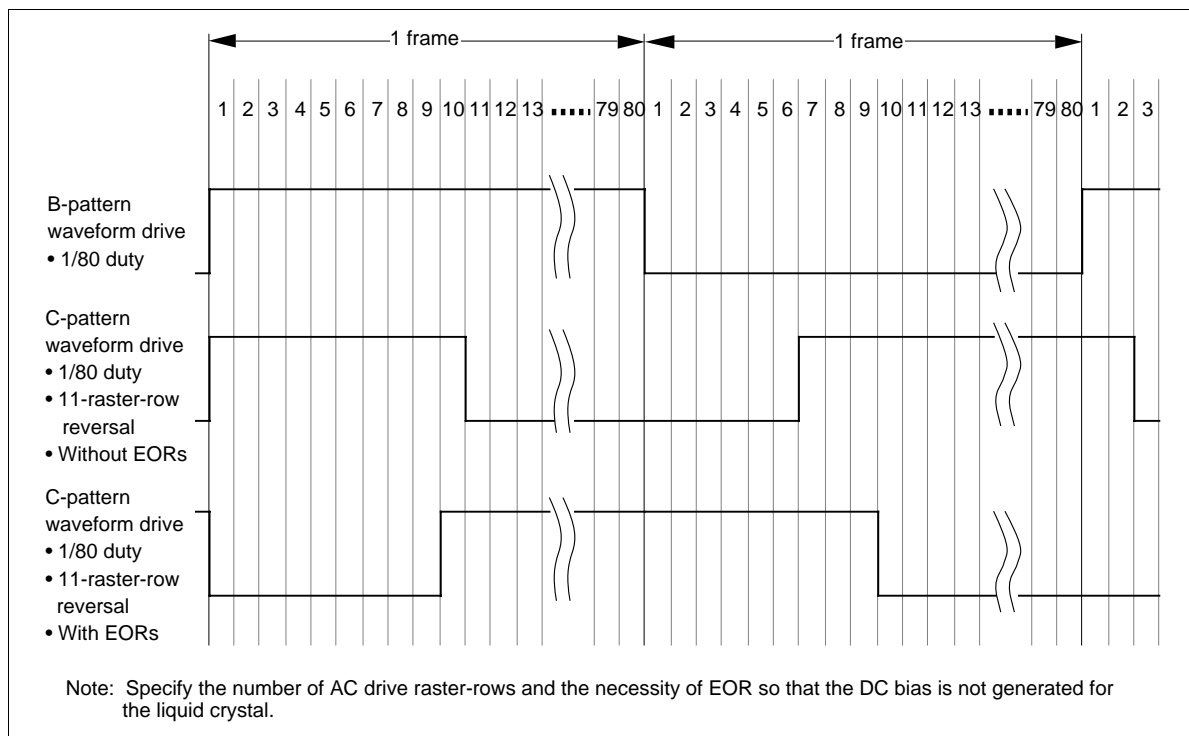 1 frame 1 frame
1 2 3 4 5 6 7 8 9 10 11 12 13 ...... 79 80 1 2 3 4 5 6 7 8 9 10 11 12 13 ...... 79 80 1 2 3
B-pattern
waveform drive
• 1/80 duty
C-pattern
waveform drive
• 1/80 duty
• 11-raster-row
reversal
• Without EORs
C-pattern
waveform drive
• 1/80 duty
• 11-raster-row
reversal
• With EORs
Note: Specify the number of AC drive raster-rows and the necessity of EOR so that the DC bias is not generated for
the liquid crystal.